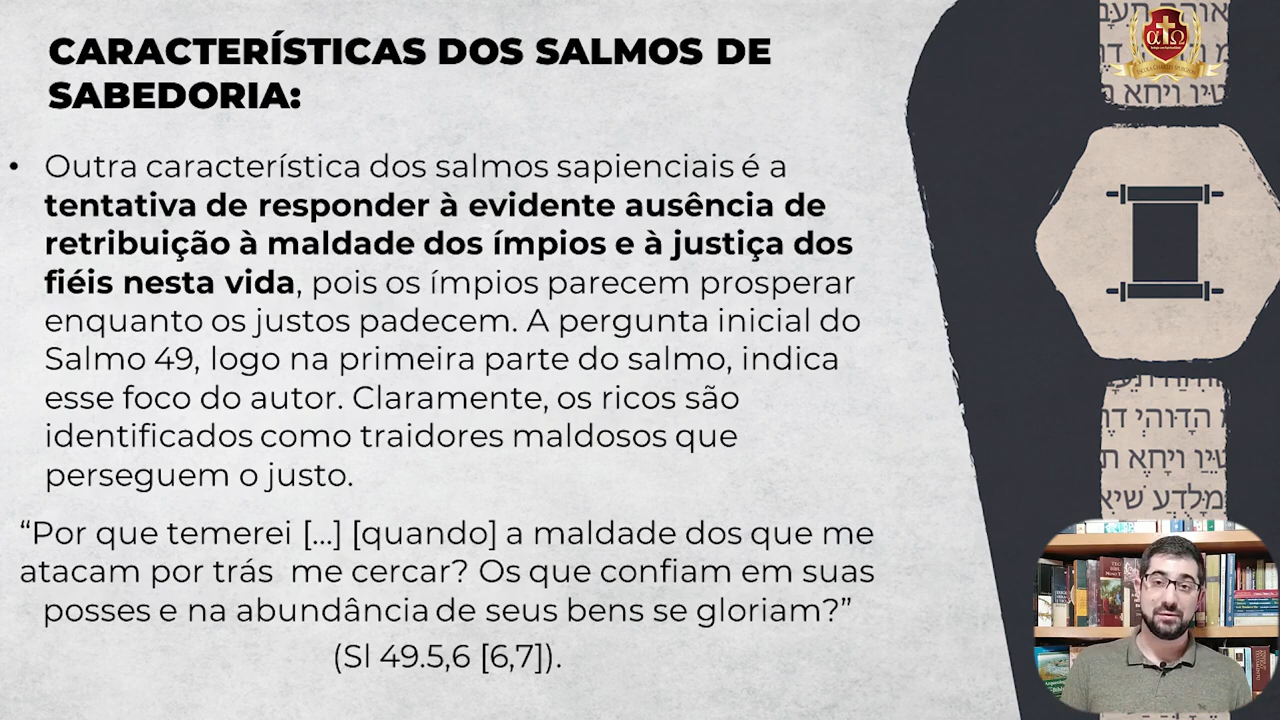 CARACTERÍSTICAS DOS SALMOS DE
SABEDORIA:
• Outra característica dos salmos sapienciais é a
tentativa de responder à evidente ausência de
retribuição à maldade dos ímpios e à justiça dos
fiéis nesta vida, pois os ímpios parecem prosperar
enquanto os justos padecem. A pergunta inicial do
Salmo 49, logo na primeira parte do salmo, indica
esse foco do autor. Claramente, os ricos são
identificados como traidores maldosos que
perseguem o justo.
“Por que temerei [...] [quando] a maldade dos que me
atacam por trás me cercar? Os que confiam em suas
posses e na abundância de seus bens se gloriam?”
(Sl 49.5,6 [6,7]).
α Ω